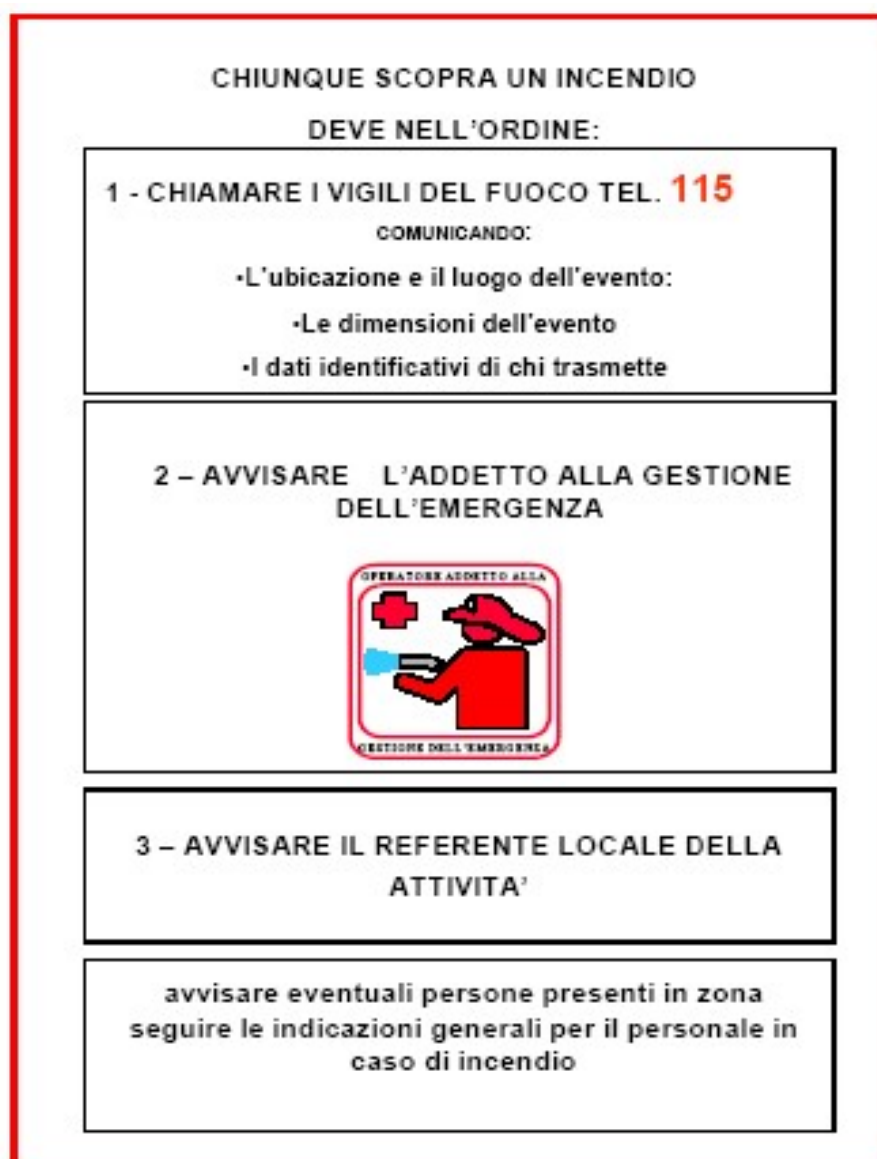 CHIUNQUE SCOPRA UN INCENDIO
DEVE NELL'ORDINE:
1 - CHIAMARE I VIGILI DEL FUOCO TEL. 115
COMUNICANDO:
•L'ubicazione e il luogo dell'evento:
•Le dimensioni dell'evento
•I dati identificativi di chi trasmette
2 – AVVISARE L'ADDETTO ALLA GESTIONE
DELL'EMERGENZA
OPERATORE ADDETTO ALLA
GESTIONE DELL'EMERGENZA
3 – AVVISARE IL REFERENTE LOCALE DELLA
ATTIVITA'
avvisare eventuali persone presenti in zona
seguire le indicazioni generali per il personale in
caso di incendio